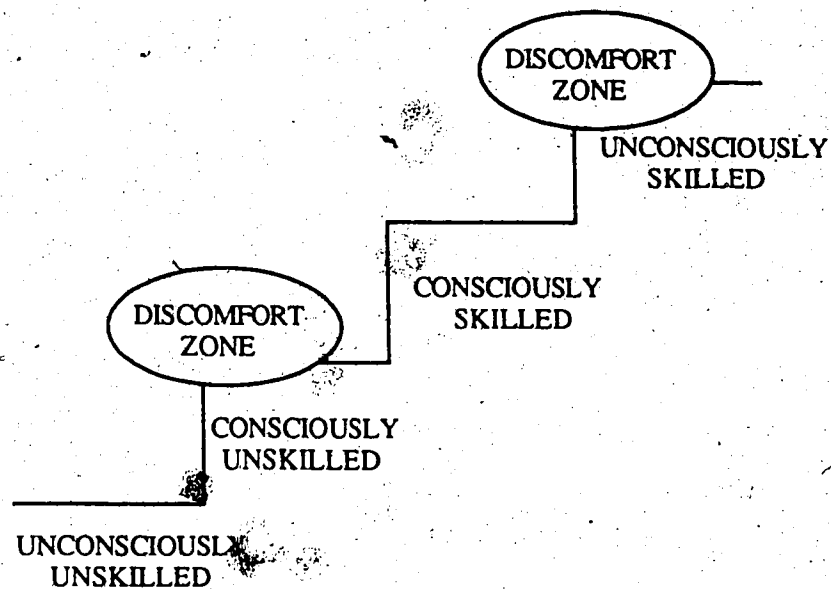 DISCOMFORT
ZONE
UNCONSCIOUSLY
SKILLED
CONSCIOUSLY
SKILLED
DISCOMFORT
ZONE
CONSCIOUSLY
UNSKILLED
UNCONSCIOUSLY
UNSKILLED